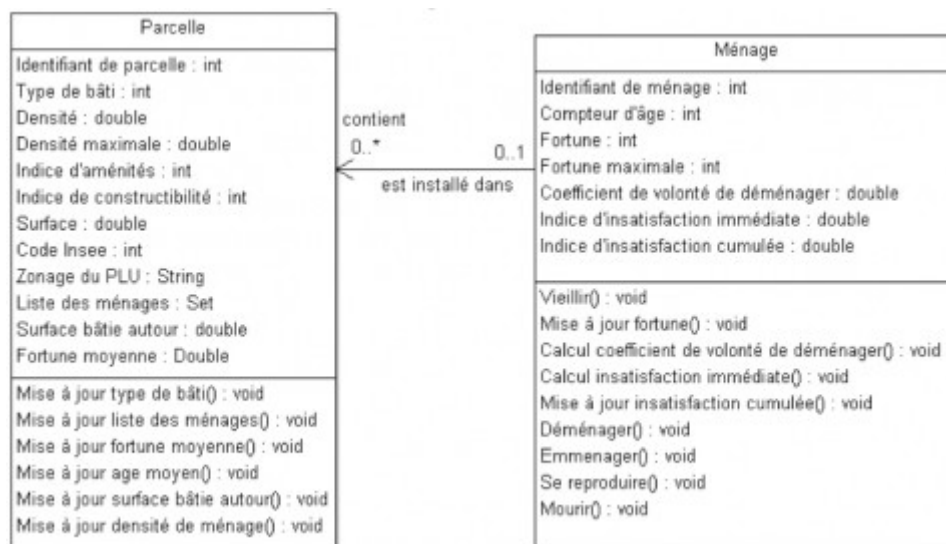 Parcelle
Identifiant de parcelle : int
Type de bâti : int
Densité : double
Densité maximale : double
Indice d'aménités : int
Indice de constructibilité : int
Surface : double
Code Insee : int
Zonage du PLU : String
Liste des ménages : Set
Surface bâtie autour : double
Fortune moyenne : Double
Mise à jour type de bâti() : void
Mise à jour liste des ménages() : void
Mise à jour fortune moyenne() : void
Mise à jour age moyen() : void
Mise à jour surface bâtie autour() : void
Mise à jour densité de ménage() : void
contient
0..*
0..1
est installé dans
Ménage
Identifiant de ménage : int
Compteur d'âge : int
Fortune : int
Fortune maximale : int
Coefficient de volonté de déménager : double
Indice d'insatisfaction immédiate : double
Indice d'insatisfaction cumulée : double
Vieillir() : void
Mise à jour fortune() : void
Calcul coefficient de volonté de déménager() : void
Calcul insatisfaction immédiate() : void
Mise à jour insatisfaction cumulée() : void
Déménager() : void
Emmenager() : void
Se reproduire() : void
Mourir() : void